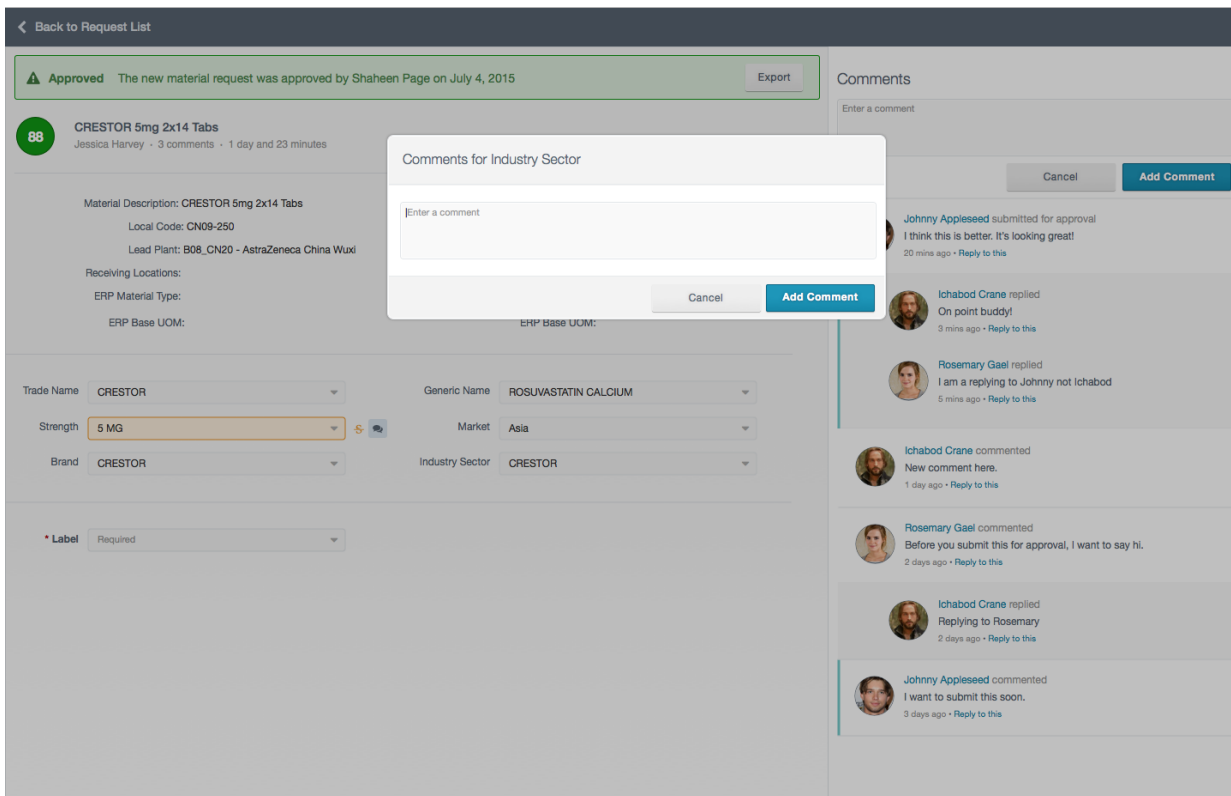 Back to Request List
Approved The new material request was approved by Shaheen Page on July 4, 2015
Export
88
CRESTOR 5mg 2x14 Tabs
Jessica Harvey - 3 comments - 1 day and 23 minutes
Material Description: CRESTOR 5mg 2x14 Tabs
Local Code: CN09-250
Lead Plant: B08_CN20 - AstraZeneca China Wuxi
Receiving Locations:
ERP Material Type:
ERP Base UOM:
ERP Base UOM:
Comments for Industry Sector
Enter a comment
Cancel
Add Comment
Trade Name CRESTOR
Generic Name ROSUVASTATIN CALCIUM
Strength 5 MG
S
Market Asia
Brand CRESTOR
Industry Sector CRESTOR
* Label Required
Comments
Enter a comment
Cancel
Add Comment
Johnny Appleseed submitted for approval
I think this is better. It's looking great!
20 mins ago • Reply to this
Ichabod Crane replied
On point buddy!
3 mins ago • Reply to this
Rosemary Gael replied
I am a replying to Johnny not Ichabod
5 mins ago • Reply to this
Ichabod Crane commented
New comment here.
1 day ago • Reply to this
Rosemary Gael commented
Before you submit this for approval, I want to say hi.
2 days ago • Reply to this
Ichabod Crane replied
Replying to Rosemary
2 days ago • Reply to this
Johnny Appleseed commented
I want to submit this soon.
3 days ago • Reply to this